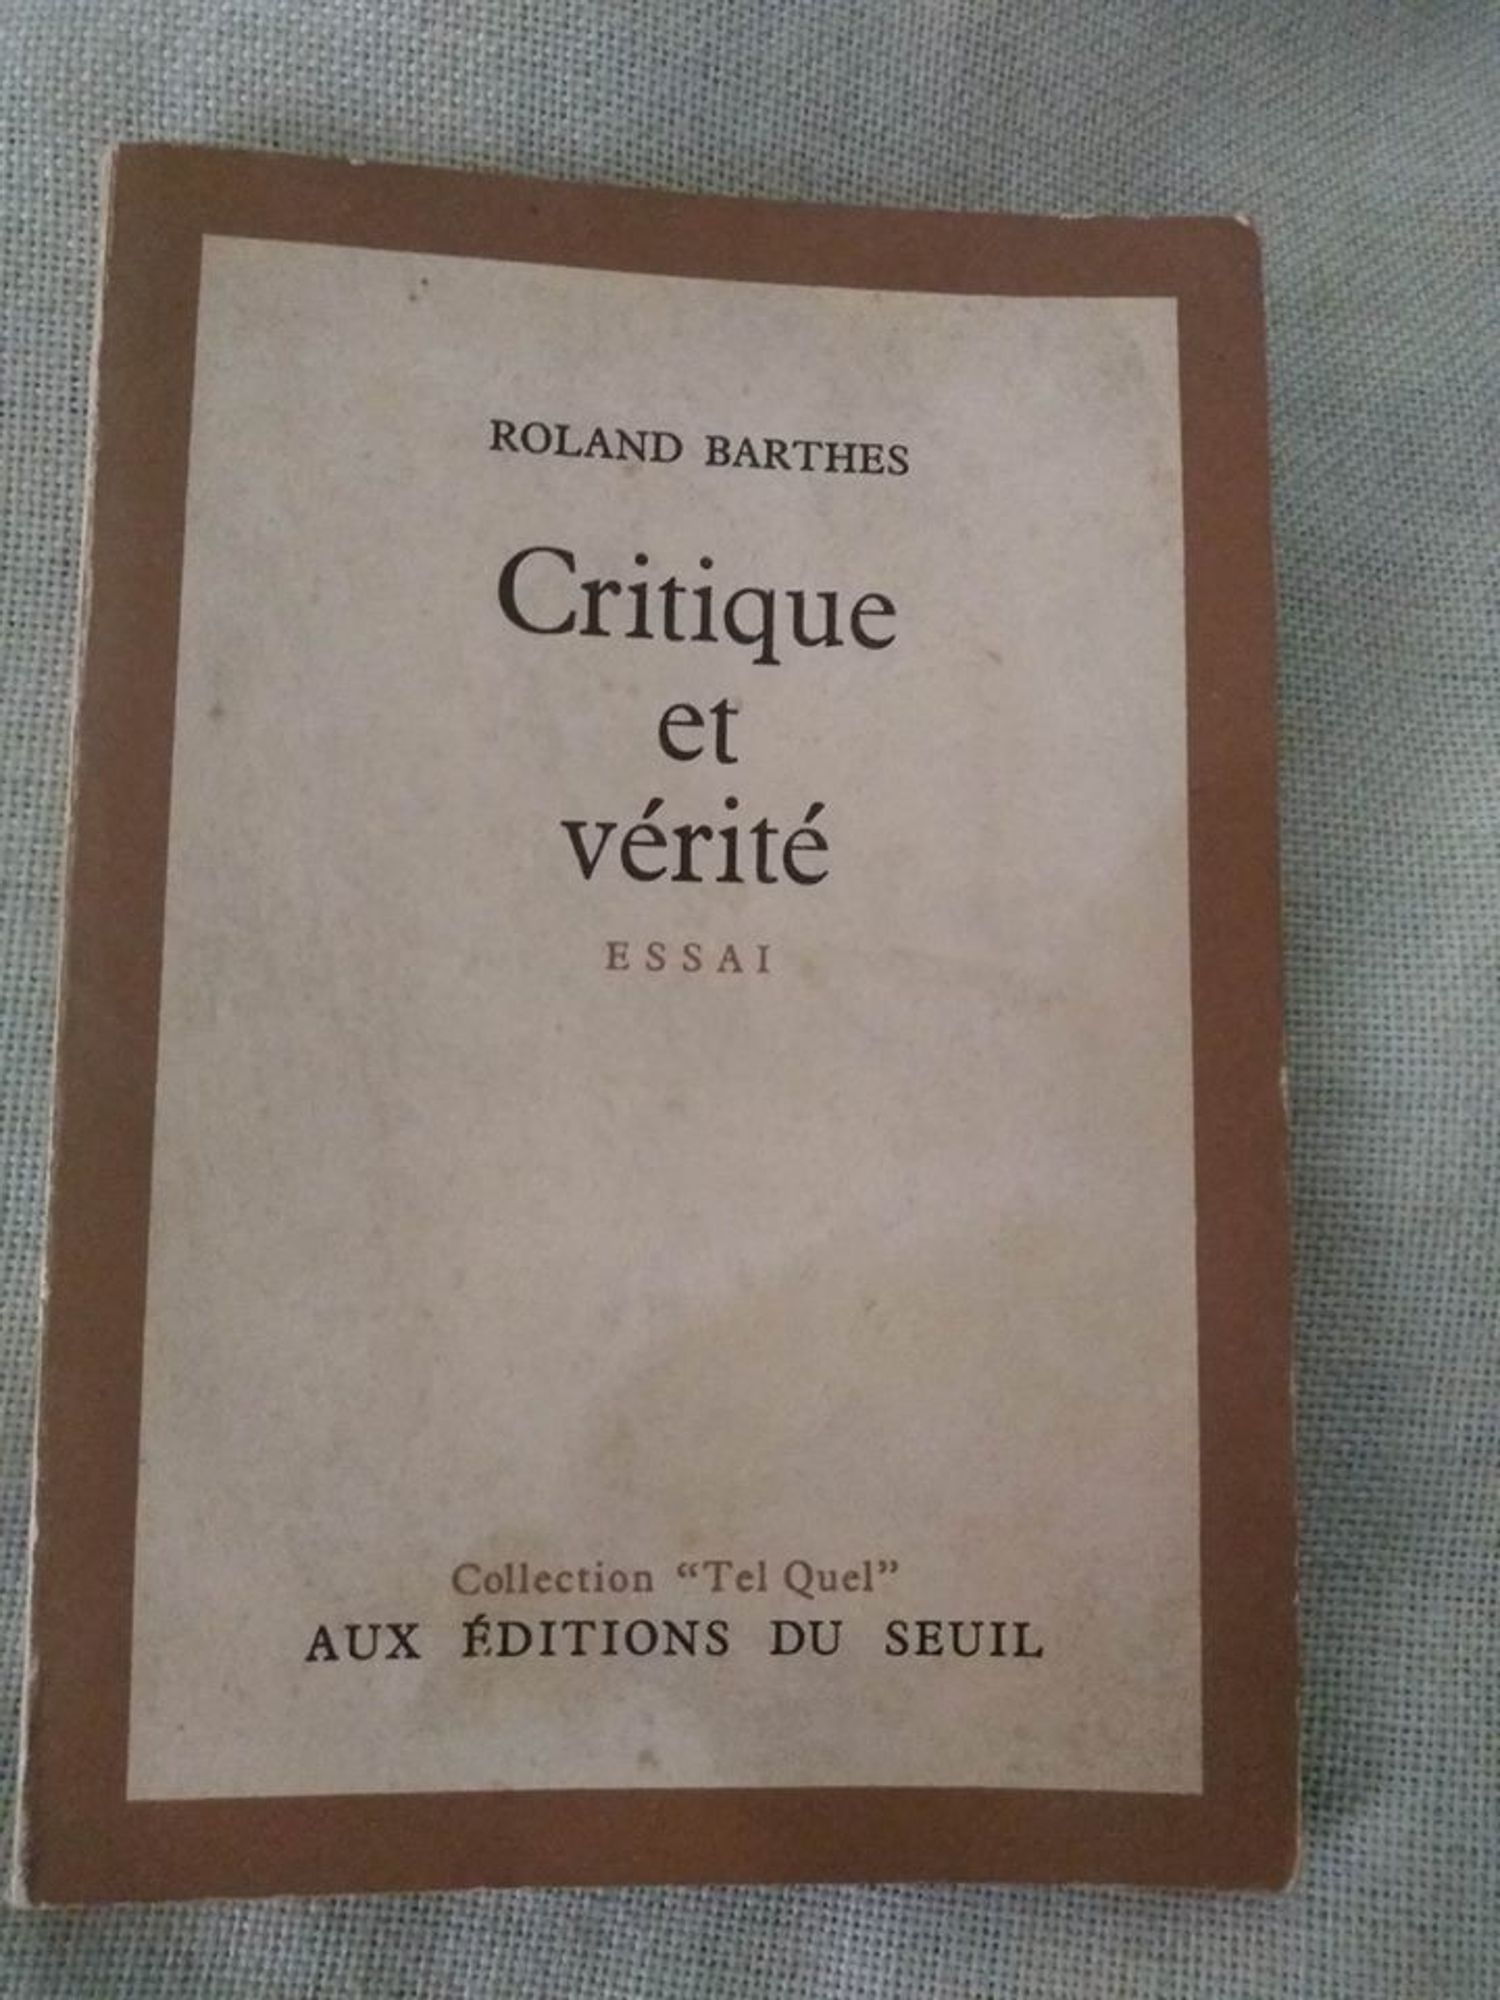 ROLAND BARTHES
Critique
et
vérité
ESSAI
Collection “Tel Quel”
AUX ÉDITIONS DU SEUIL